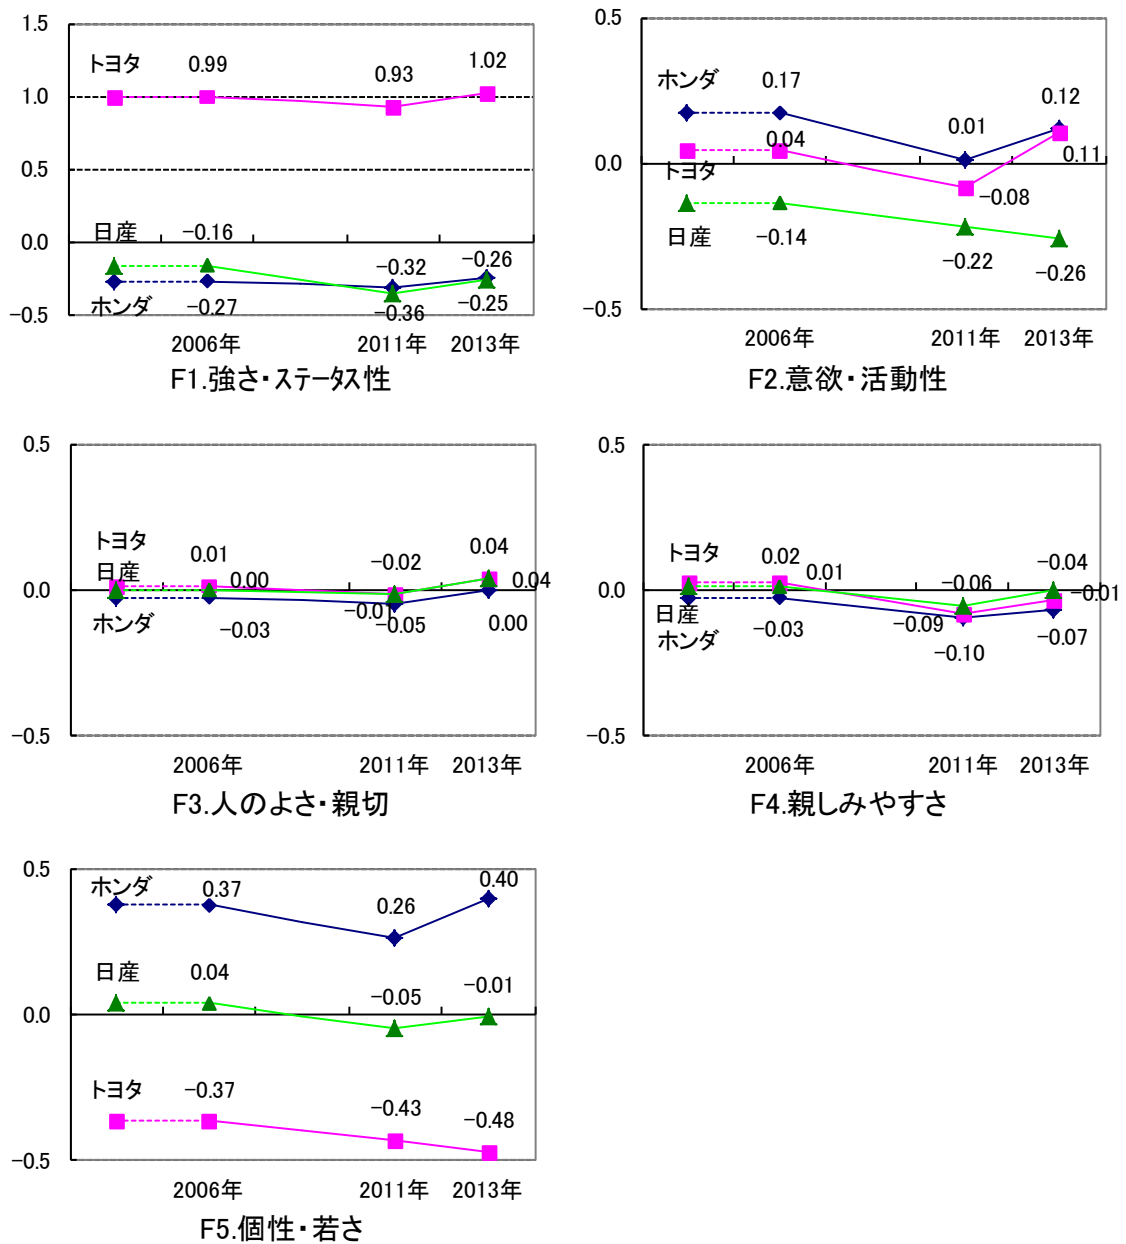 1.5
1.0
0.5
0.0
−0.5
トヨタ
0.99
0.93
1.02
日産
−0.16
−0.32
−0.26
ホンダ
−0.27
−0.36
−0.25
2006年
2011年
2013年
F1.強さ・ステータス性
0.5
0.0
−0.5
ホンダ
0.17
0.01
0.12
0.04
0.11
トヨタ
−0.08
日産
−0.14
−0.22
−0.26
2006年
2011年
2013年
F2.意欲・活動性
0.5
0.0
−0.5
トヨタ
0.01
−0.02
0.04
日産
0.00
0.04
ホンダ
−0.03
−0.01
−0.05
0.00
2006年
2011年
2013年
F3.人のよさ・親切
0.5
0.0
−0.5
トヨタ
0.02
0.01
−0.06
−0.04
−0.01
日産
ホンダ
−0.03
−0.09
−0.10
−0.07
2006年
2011年
2013年
F4.親しみやすさ
0.5
0.0
−0.5
ホンダ
0.37
0.26
0.40
日産
0.04
−0.05
−0.01
トヨタ
−0.37
−0.43
−0.48
2006年
2011年
2013年
F5.個性・若さ